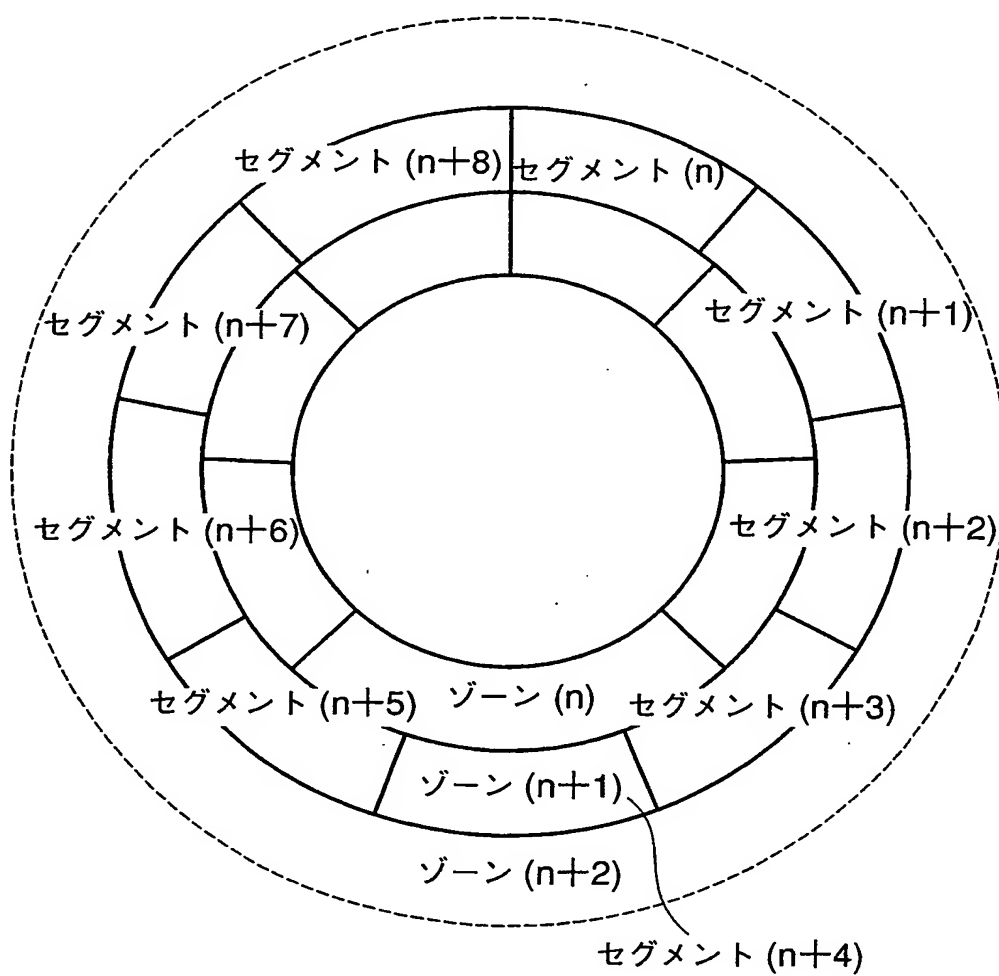 セグメント (n+8)
セグメント (n)
セグメント (n+7)
セグメント (n+1)
セグメント (n+6)
セグメント (n+2)
セグメント (n+5)
ゾーン (n)
セグメント (n+3)
ゾーン (n+1)
ゾーン (n+2)
セグメント (n+4)